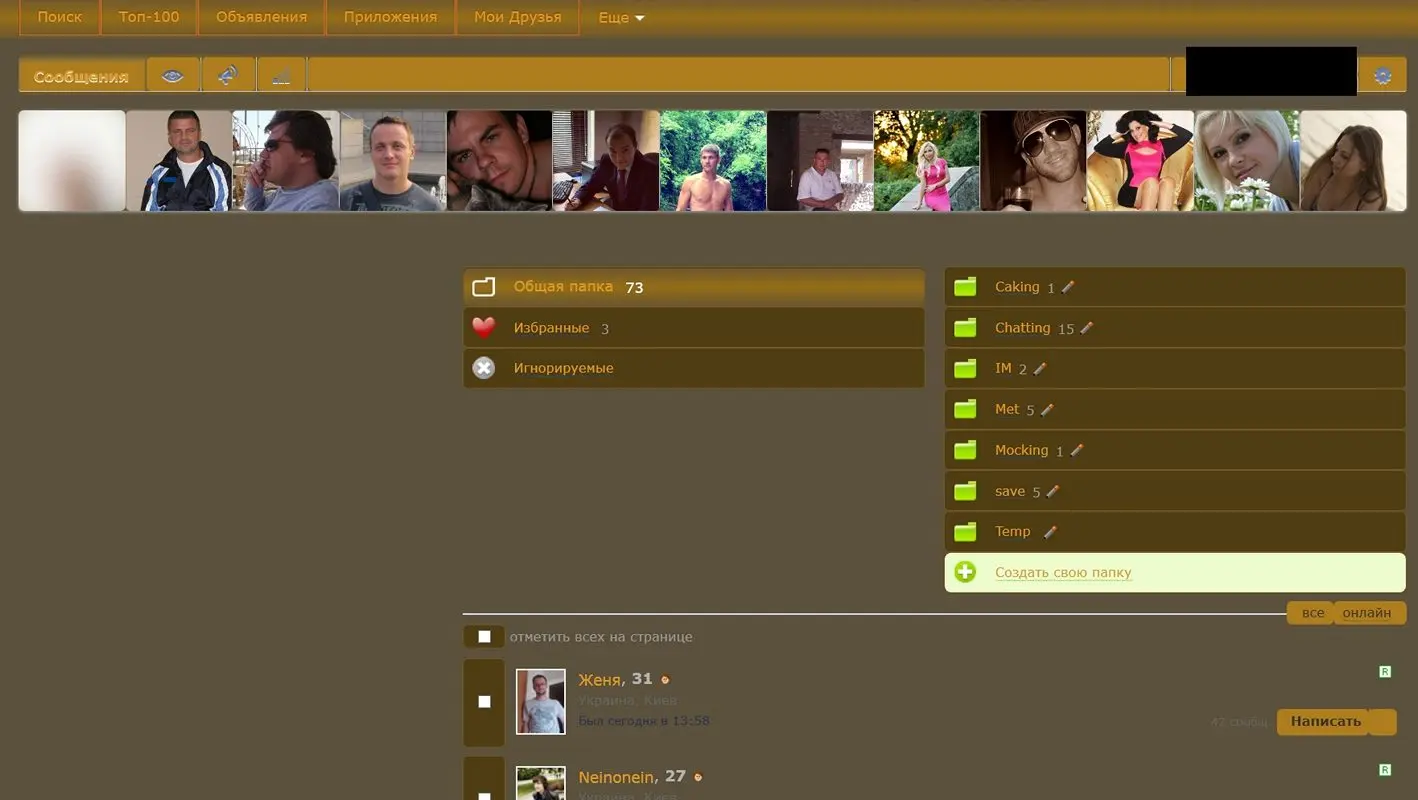 Поиск Топ-100 Объявления Приложения Мои Друзья Еще
Сообщения
Общая папка 73
Избранные 3
Игнорируемые
Caking 1
Chatting 15
IM 2
Met 5
Mocking 1
save 5
Temp
Создать свою папку
все онлайн
отметить всех на странице
Женя, 31
R
Украина, Киев
Был сегодня в 13:58
42 сообщ. Написать
Neinonein, 27
R
Украина, Киев